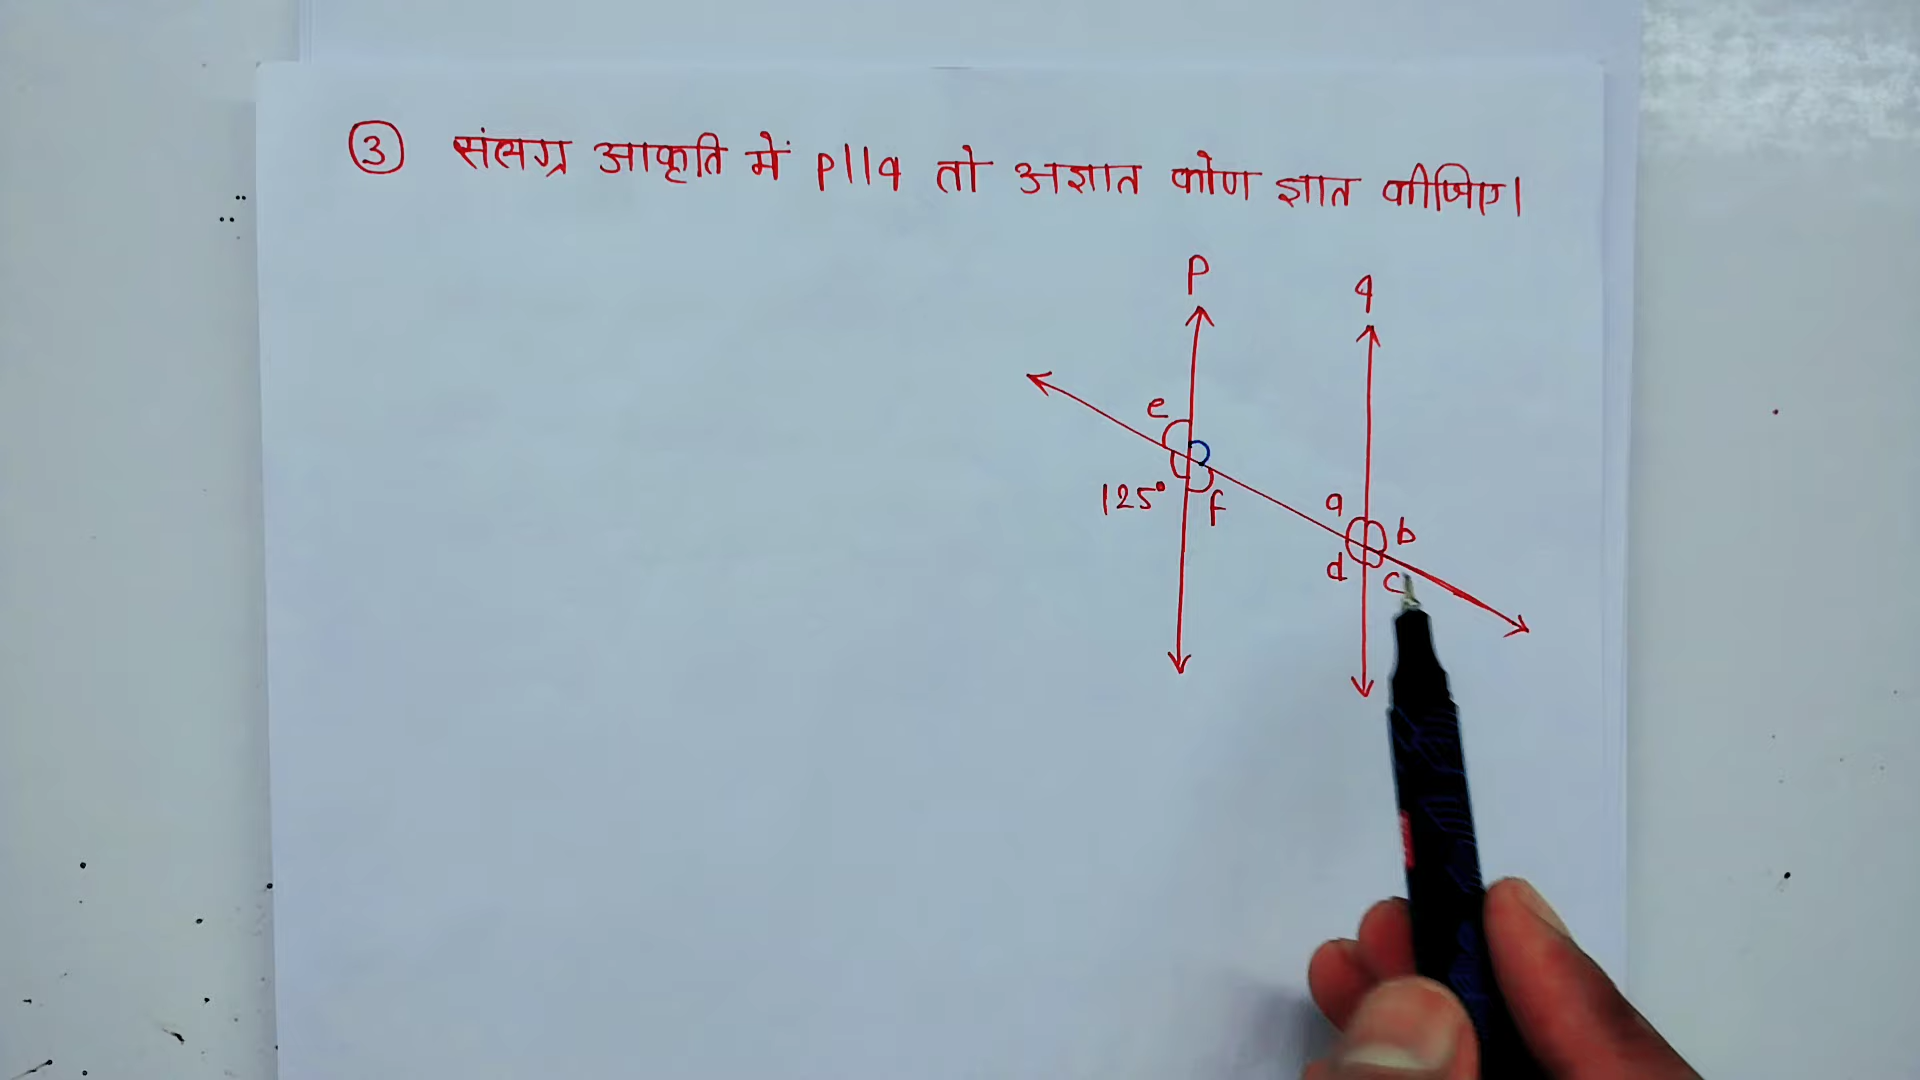 ③ संलग्न आकृति में p||q तो अज्ञात कोण ज्ञात कीजिए।
P
q
e
125°
f
a
b
d
c